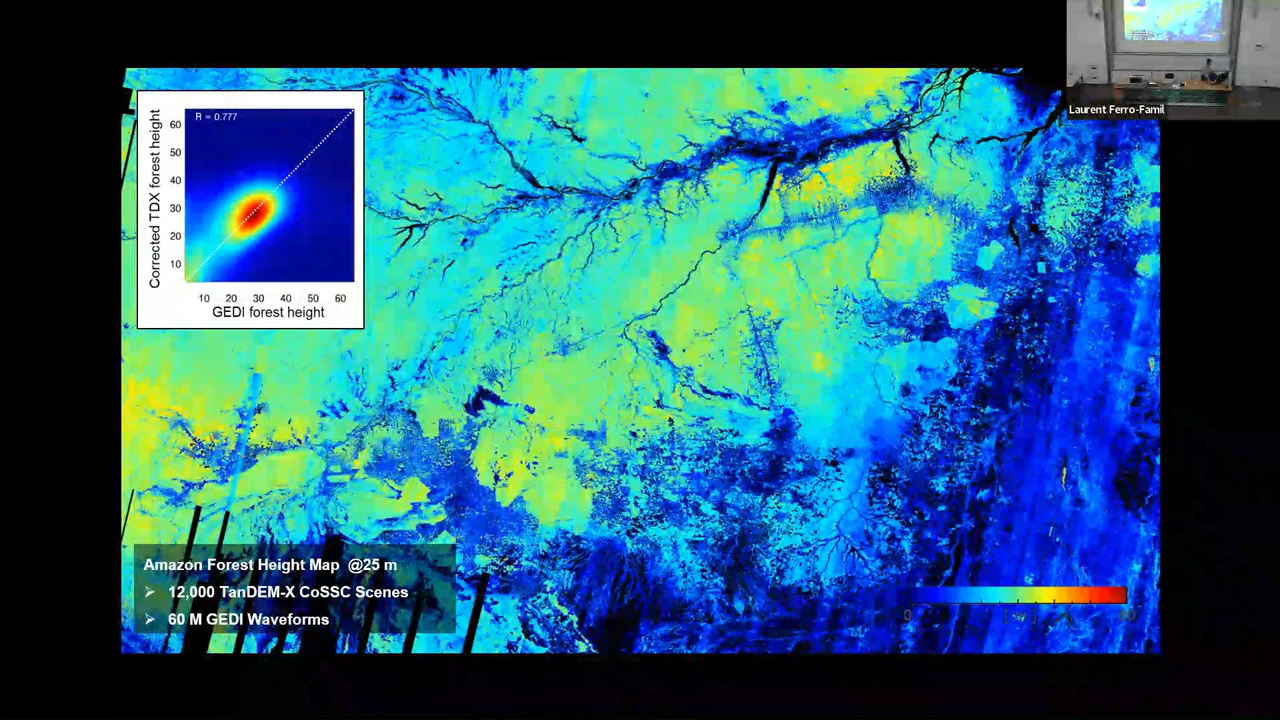 Laurent Ferro-Famil
R = 0.777
Corrected TDX forest height
60
50
40
30
20
10
10 20 30 40 50 60
GEDI forest height
Amazon Forest Height Map @25 m
➢ 12,000 TanDEM-X CoSSC Scenes
➢ 60 M GEDI Waveforms
0